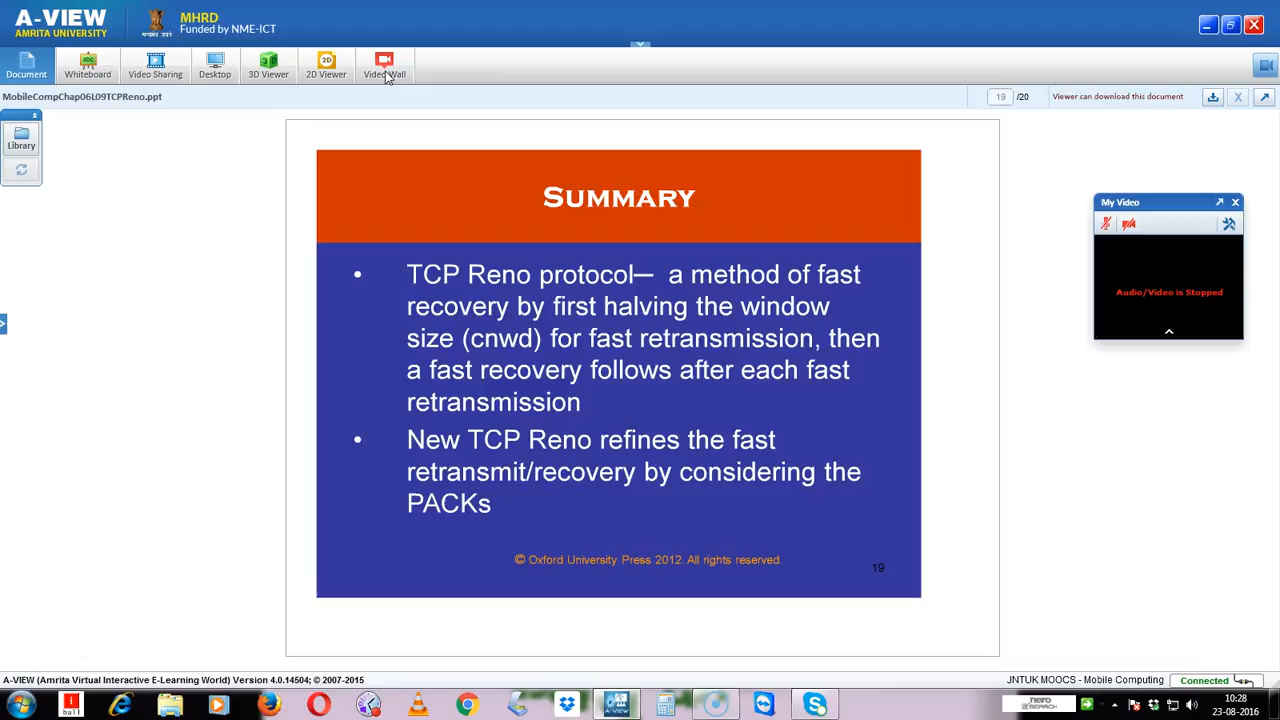 A-VIEW
AMRITA UNIVERSITY
MHRD
Funded by NME-ICT
Document
Whiteboard
Video Sharing
Desktop
3D Viewer
2D Viewer
Video Wall
MobileCompChap06L09TCPReno.ppt
19 /20
Viewer can download this document
Library
SUMMARY
• TCP Reno protocol— a method of fast
recovery by first halving the window
size (cnwd) for fast retransmission, then
a fast recovery follows after each fast
retransmission
• New TCP Reno refines the fast
retransmit/recovery by considering the
PACKs
© Oxford University Press 2012. All rights reserved.
19
My Video
Audio/Video is Stopped
A-VIEW (Amrita Virtual Interactive E-Learning World) Version 4.0.14504; © 2007-2015
JNTUK MOOCS - Mobile Computing
Connected
nero
SEARCH
10:28
23-08-2016